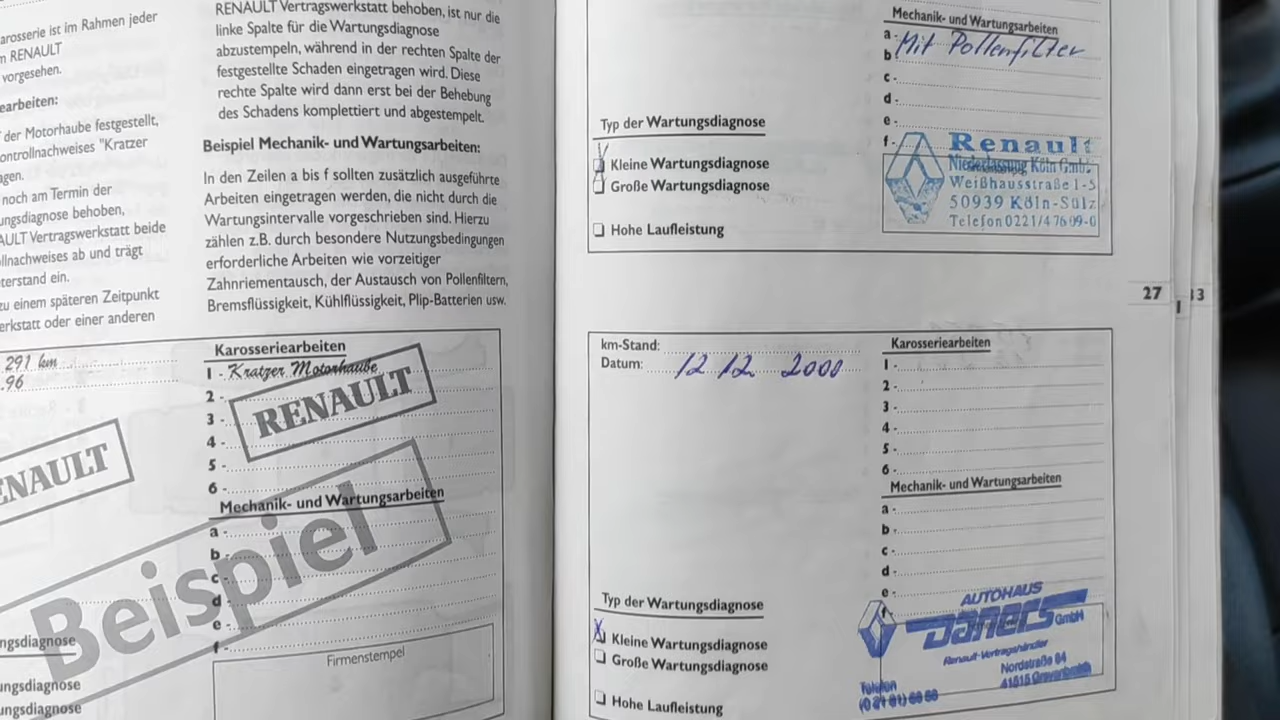 arosserie ist im Rahmen jeder
m RENAULT
vorgesehen.
earbeiten:
der Motorhaube festgestellt,
ontrollnachweises "Kratzer
agen.
noch am Termin der
ungsdiagnose behoben,
AULT Vertragswerkstatt beide
ollnachweises ab und trägt
terstand ein.
zu einem späteren Zeitpunkt
erkstatt oder einer anderen
RENAULT Vertragswerkstatt behoben, ist nur die
linke Spalte für die Wartungsdiagnose
abzustempeln, während in der rechten Spalte der
festgestellte Schaden eingetragen wird. Diese
rechte Spalte wird dann erst bei der Behebung
des Schadens komplettiert und abgestempelt.
Beispiel Mechanik- und Wartungsarbeiten:
In den Zeilen a bis f sollten zusätzlich ausgeführte
Arbeiten eingetragen werden, die nicht durch die
Wartungsintervalle vorgeschrieben sind. Hierzu
zählen z.B. durch besondere Nutzungsbedingungen
erforderliche Arbeiten wie vorzeitiger
Zahnriementausch, der Austausch von Pollenfiltern,
Bremsflüssigkeit, Kühlflüssigkeit, Plip-Batterien usw.
291 km
.96
ENAULT
Karosseriearbeiten
1 - Kratzer Motorhaube
2 -
3 -
4 -
5 -
6 -
RENAULT
Mechanik- und Wartungsarbeiten
a -
b -
c -
d -
e -
f -
Beispiel
Firmenstempel
ngsdiagnose
ungsdiagnose
ungsdiagnose
Mechanik- und Wartungsarbeiten
a - Mit Pollenfilter
b -
c -
d -
e -
f -
Typ der Wartungsdiagnose
Kleine Wartungsdiagnose
Große Wartungsdiagnose
Hohe Laufleistung
Renault
Niederlassung Köln GmbH
Weißhausstraße 1-5
50939 Köln-Sülz
Telefon 0221/47609-0
27
13
km-Stand:
Datum: 12 12. 2000
Karosseriearbeiten
1 -
2 -
3 -
4 -
5 -
6 -
Mechanik- und Wartungsarbeiten
a -
b -
c -
d -
e -
f -
Typ der Wartungsdiagnose
X Kleine Wartungsdiagnose
Große Wartungsdiagnose
Hohe Laufleistung
AUTOHAUS
Daners GmbH
Renault-Vertragshändler
Nordstraße 94
41515 Grevenbroich
Telefon